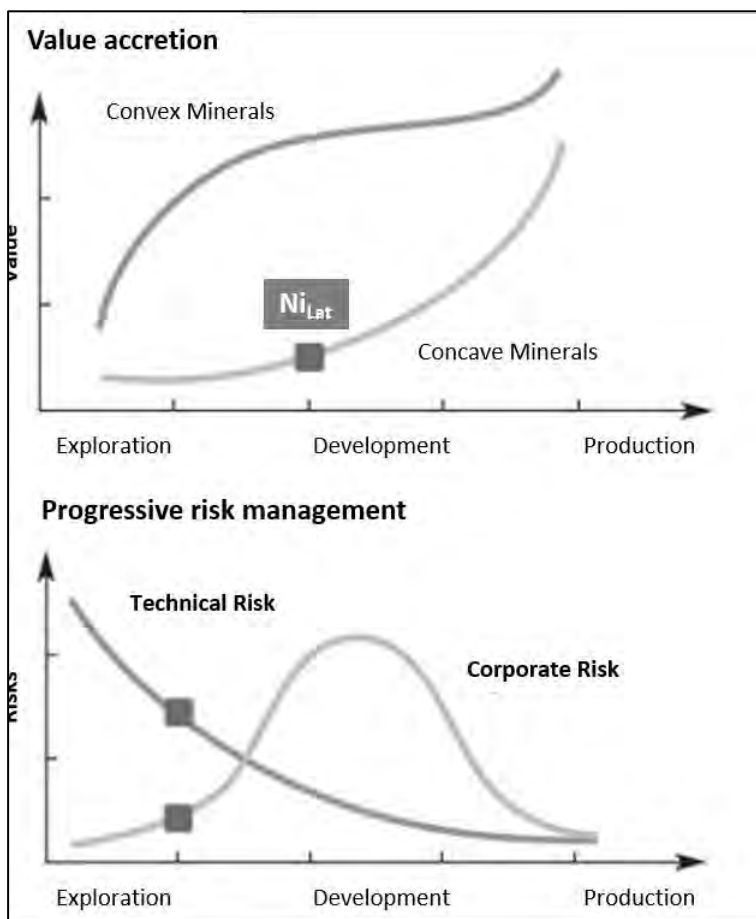 Value accretion
Convex Minerals
Value
NiLat
Concave Minerals
Exploration Development Production
Progressive risk management
Technical Risk
Corporate Risk
Risks
Exploration Development Production